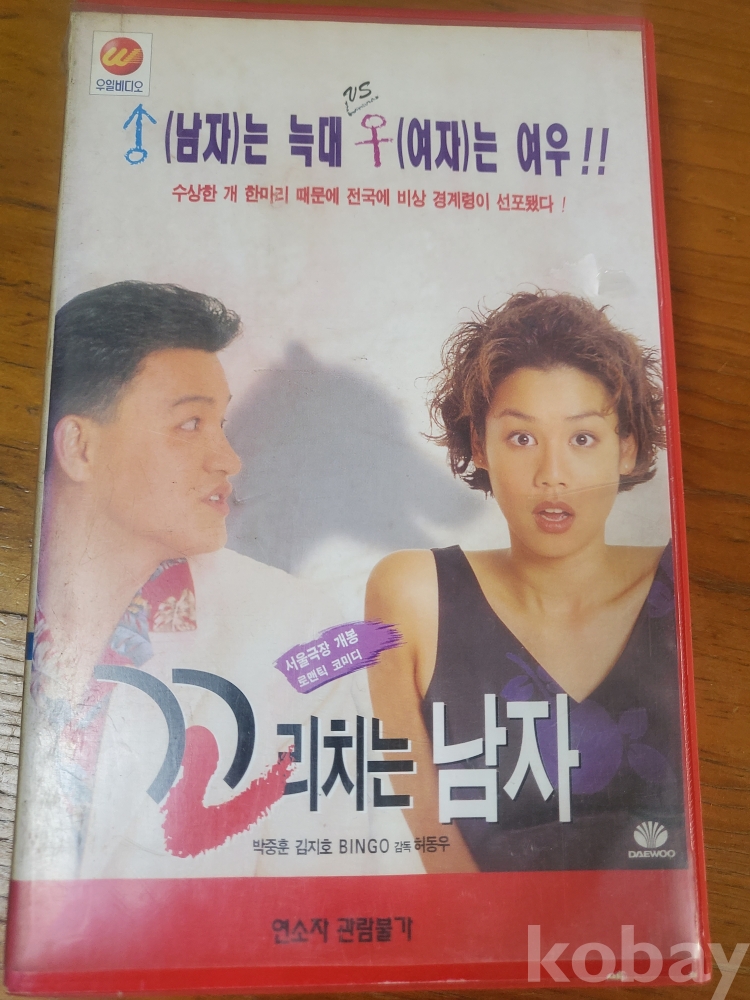 우일비디오
VS.
(남자)는 늑대 (여자)는 여우 !!
수상한 개 한마리 때문에 전국에 비상 경계령이 선포됐다 !
서울극장 개봉
로맨틱 코미디
꼬리치는 남자
박중훈 김지호 BINGO 감독 허동우
DAEWOO
연소자 관람불가
kobay